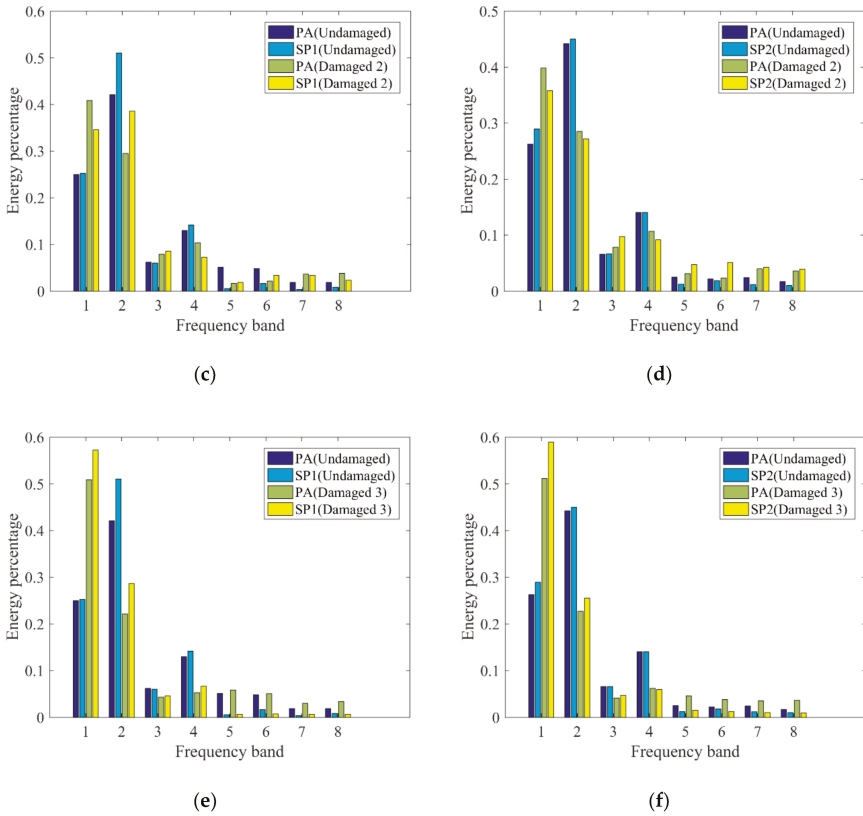 0.6
0.5
0.4
0.3
0.2
0.1
0
Energy percentage
1 2 3 4 5 6 7 8
Frequency band
PA(Undamaged)
SP1(Undamaged)
PA(Damaged 2)
SP1(Damaged 2)
(c)
0.5
0.4
0.3
0.2
0.1
0
Energy percentage
1 2 3 4 5 6 7 8
Frequency band
PA(Undamaged)
SP2(Undamaged)
PA(Damaged 2)
SP2(Damaged 2)
(d)
0.6
0.5
0.4
0.3
0.2
0.1
0
Energy percentage
1 2 3 4 5 6 7 8
Frequency band
PA(Undamaged)
SP1(Undamaged)
PA(Damaged 3)
SP1(Damaged 3)
(e)
0.6
0.5
0.4
0.3
0.2
0.1
0
Energy percentage
1 2 3 4 5 6 7 8
Frequency band
PA(Undamaged)
SP2(Undamaged)
PA(Damaged 3)
SP2(Damaged 3)
(f)